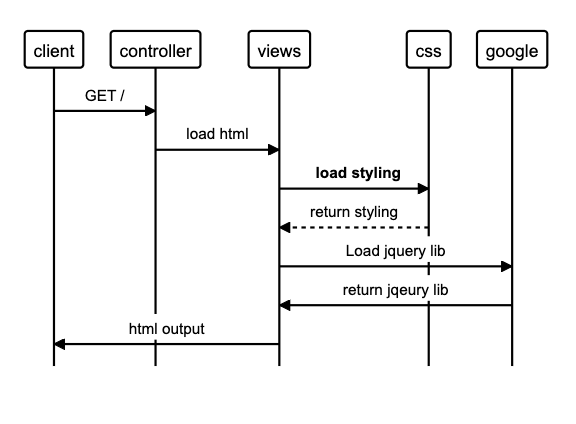 client controller views css google
GET /
load html
load styling
return styling
Load jquery lib
return jqeury lib
html output